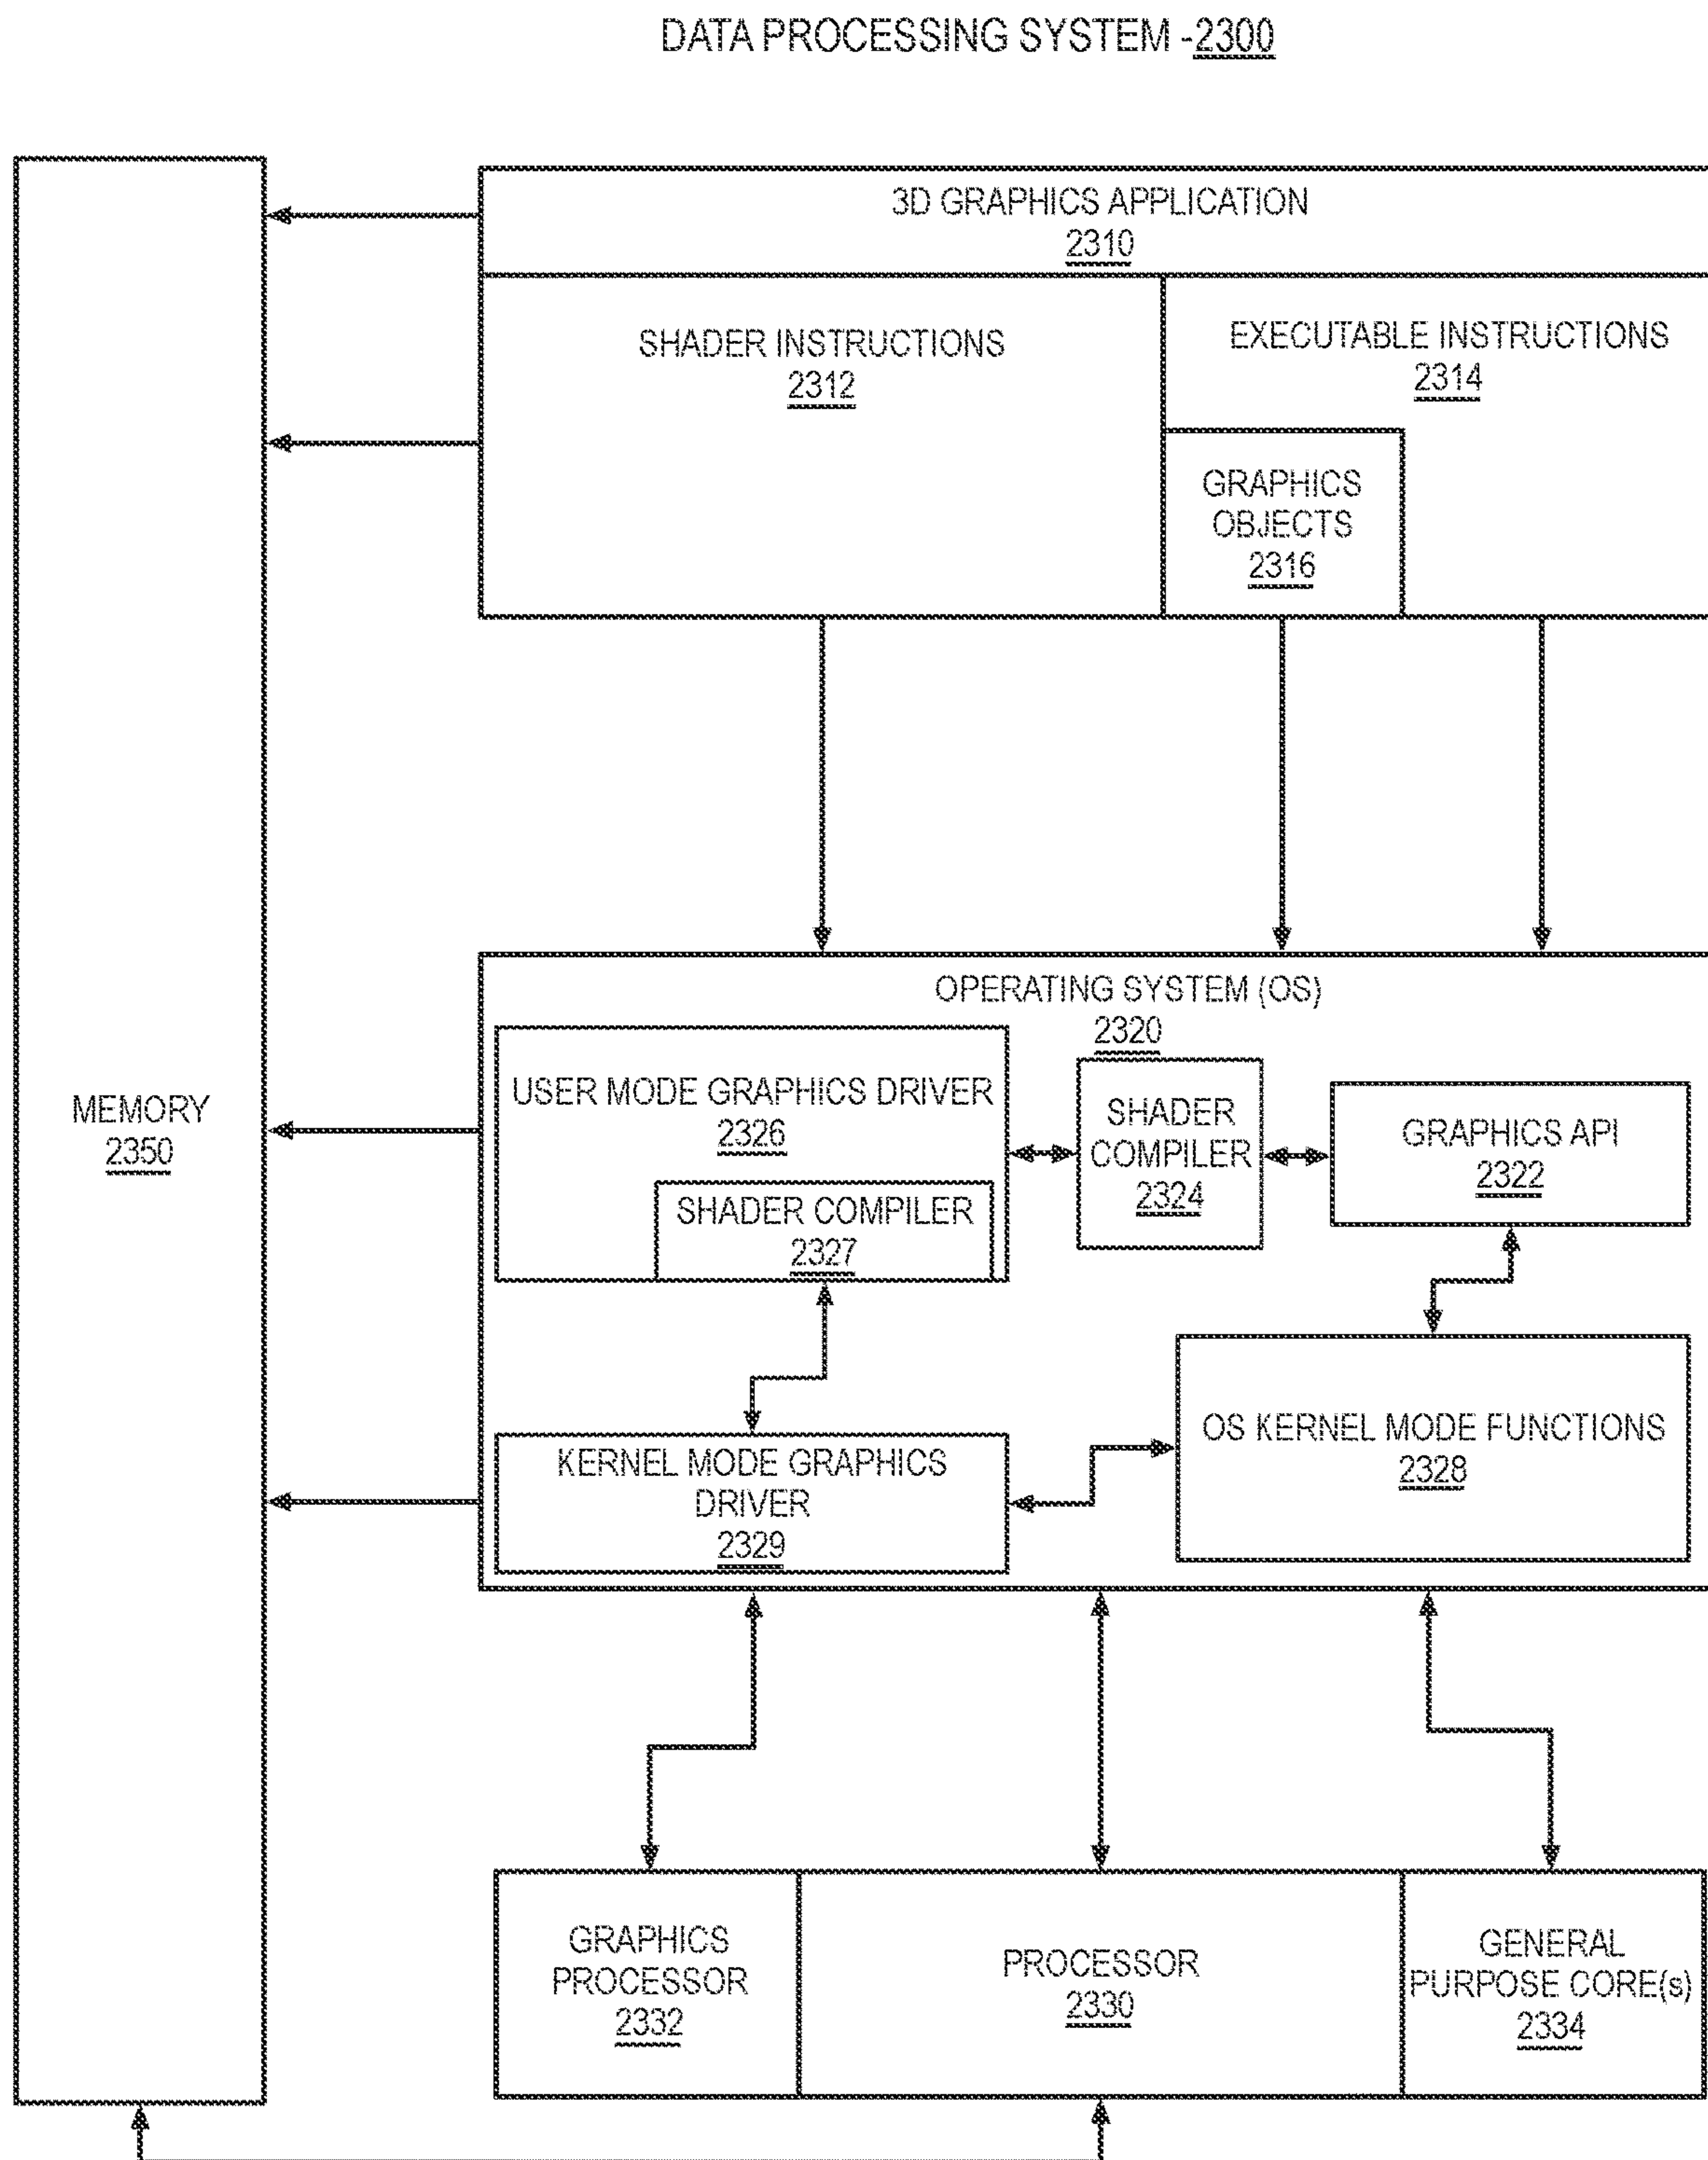 DATA PROCESSING SYSTEM -2300
3D GRAPHICS APPLICATION
2310
SHADER INSTRUCTIONS
2312
EXECUTABLE INSTRUCTIONS
2314
GRAPHICS
OBJECTS
2316
MEMORY
2350
OPERATING SYSTEM (OS)
2320
USER MODE GRAPHICS DRIVER
2326
SHADER COMPILER
2327
SHADER
COMPILER
2324
GRAPHICS API
2322
KERNEL MODE GRAPHICS
DRIVER
2329
OS KERNEL MODE FUNCTIONS
2328
GRAPHICS
PROCESSOR
2332
PROCESSOR
2330
GENERAL
PURPOSE CORE(s)
2334